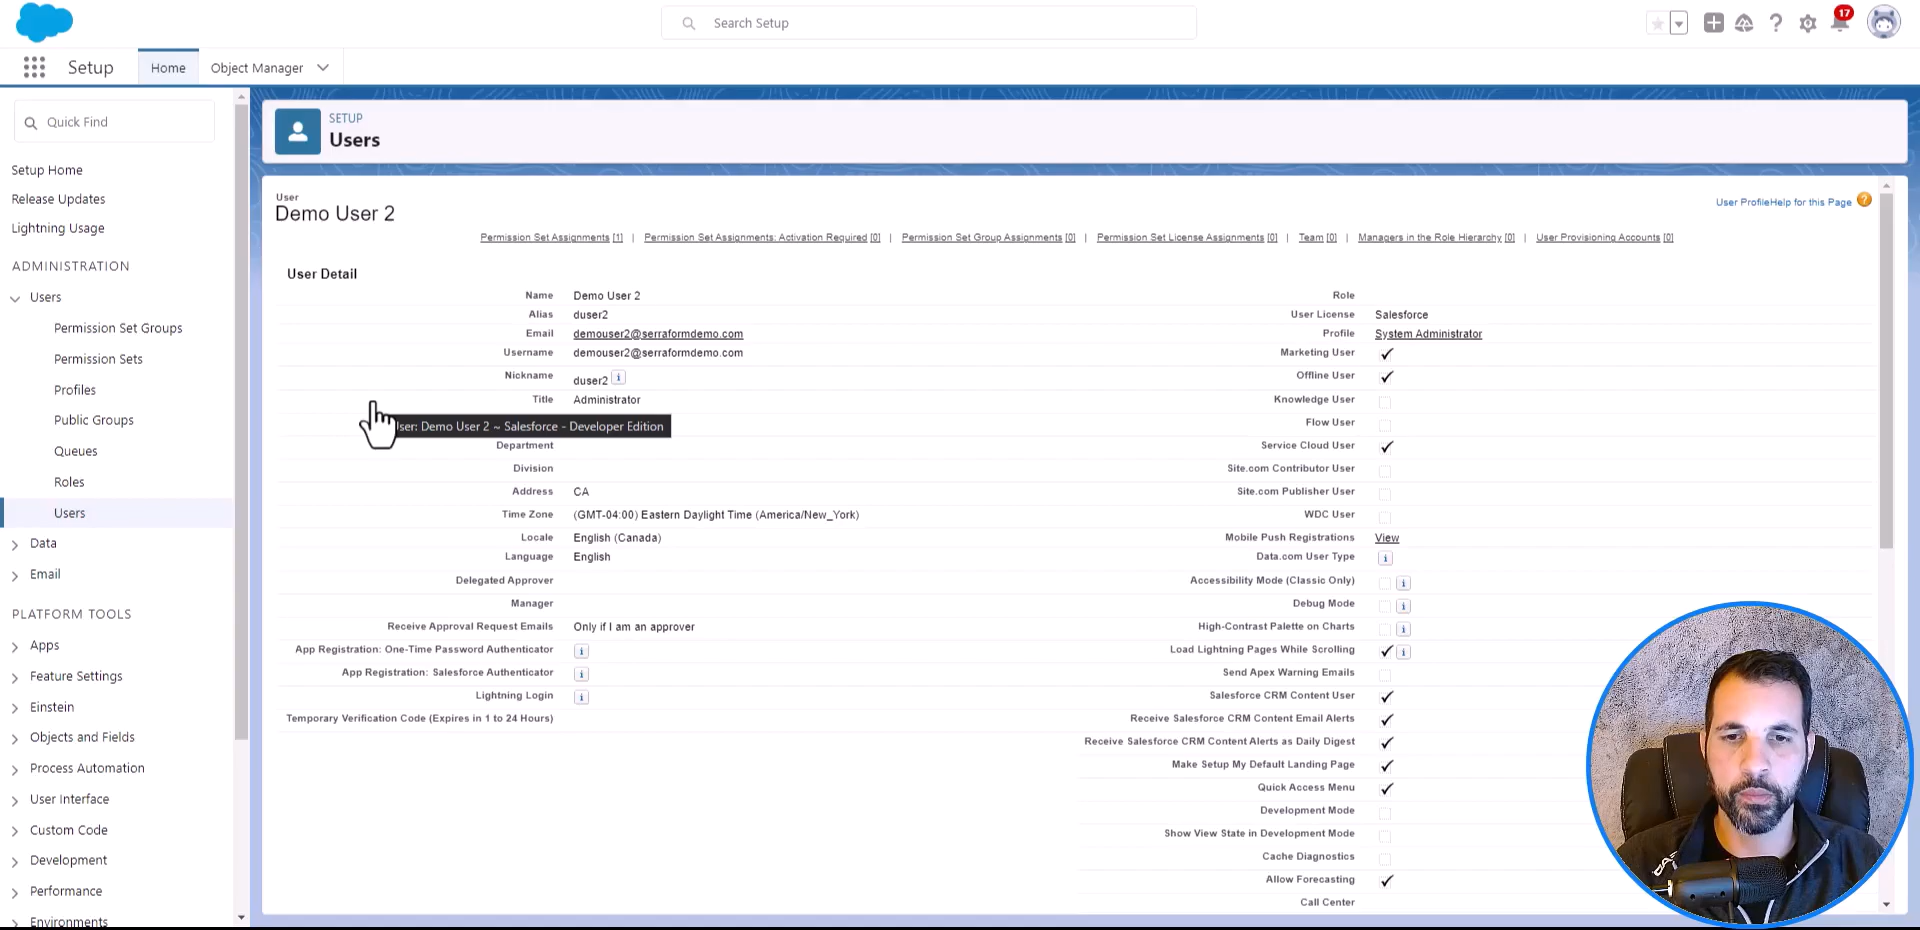 Search Setup
17
Setup
Home
Object Manager
Quick Find
Setup Home
Release Updates
Lightning Usage
ADMINISTRATION
Users
Permission Set Groups
Permission Sets
Profiles
Public Groups
Queues
Roles
Users
Data
Email
PLATFORM TOOLS
Apps
Feature Settings
Einstein
Objects and Fields
Process Automation
User Interface
Custom Code
Development
Performance
Environments
SETUP
Users
User
Demo User 2
User ProfileHelp for this Page
Permission Set Assignments [1] | Permission Set Assignments: Activation Required [0] | Permission Set Group Assignments [0] | Permission Set License Assignments [0] | Team [0] | Managers in the Role Hierarchy [0] | User Provisioning Accounts [0]
User Detail
Name Demo User 2
Alias duser2
Email demouser2@serraformdemo.com
Username demouser2@serraformdemo.com
Nickname duser2 i
Title Administrator
ser: Demo User 2 ~ Salesforce - Developer Edition
Department
Division
Address CA
Time Zone (GMT-04:00) Eastern Daylight Time (America/New_York)
Locale English (Canada)
Language English
Delegated Approver
Manager
Receive Approval Request Emails Only if I am an approver
App Registration: One-Time Password Authenticator i
App Registration: Salesforce Authenticator i
Lightning Login i
Temporary Verification Code (Expires in 1 to 24 Hours)
Role
User License Salesforce
Profile System Administrator
Marketing User
Offline User
Knowledge User
Flow User
Service Cloud User
Site.com Contributor User
Site.com Publisher User
WDC User
Mobile Push Registrations View
Data.com User Type i
Accessibility Mode (Classic Only) i
Debug Mode i
High-Contrast Palette on Charts i
Load Lightning Pages While Scrolling i
Send Apex Warning Emails
Salesforce CRM Content User
Receive Salesforce CRM Content Email Alerts
Receive Salesforce CRM Content Alerts as Daily Digest
Make Setup My Default Landing Page
Quick Access Menu
Development Mode
Show View State in Development Mode
Cache Diagnostics
Allow Forecasting
Call Center